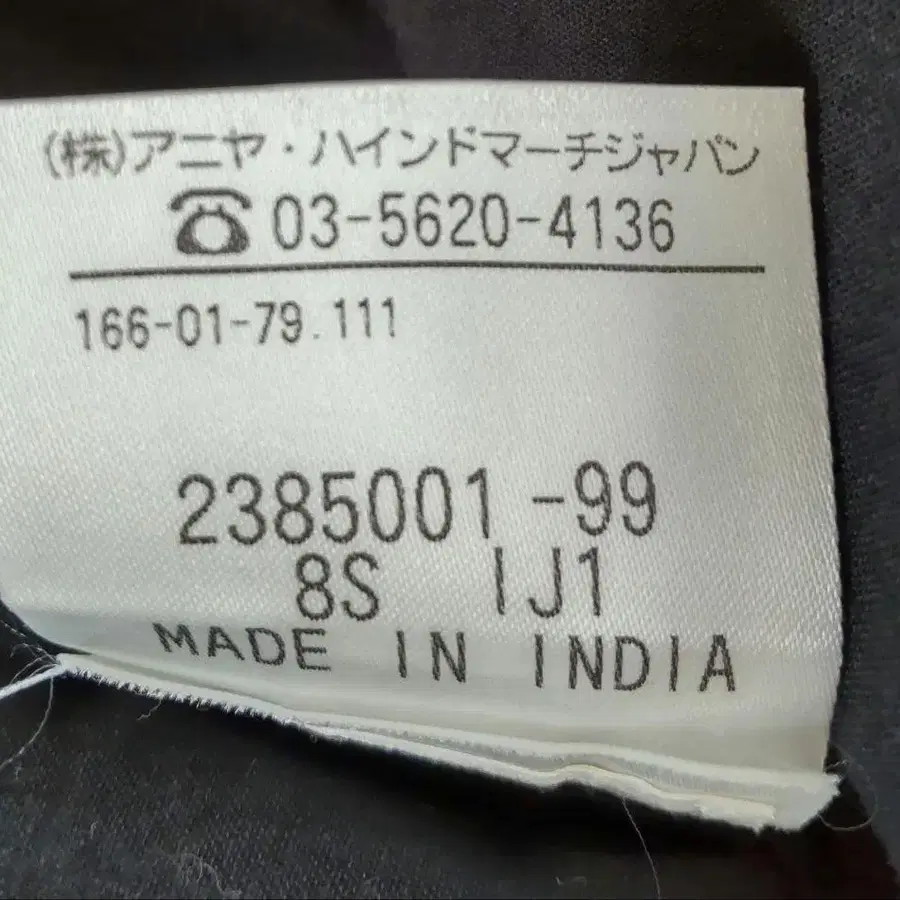 (株)アニヤ・ハインドマーチジャパン
☎03-5620-4136
166-01-79.111
2385001-99
8S IJ1
MADE IN INDIA